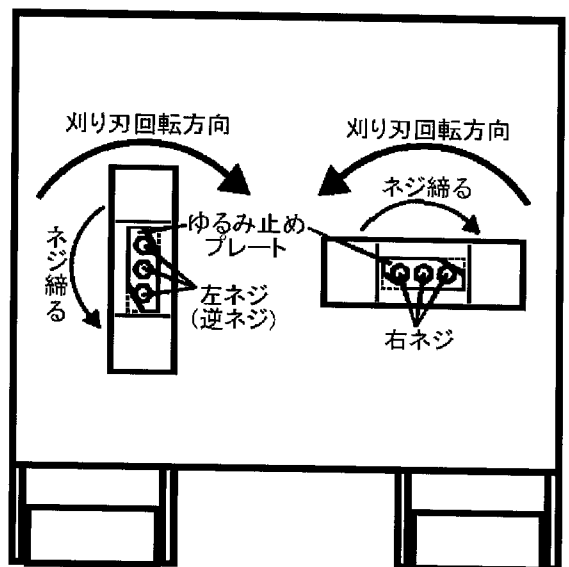 刈り刃回転方向
刈り刃回転方向
ネジ締る
ゆるみ止め
プレート
ネジ締る
左ネジ
(逆ネジ)
右ネジ